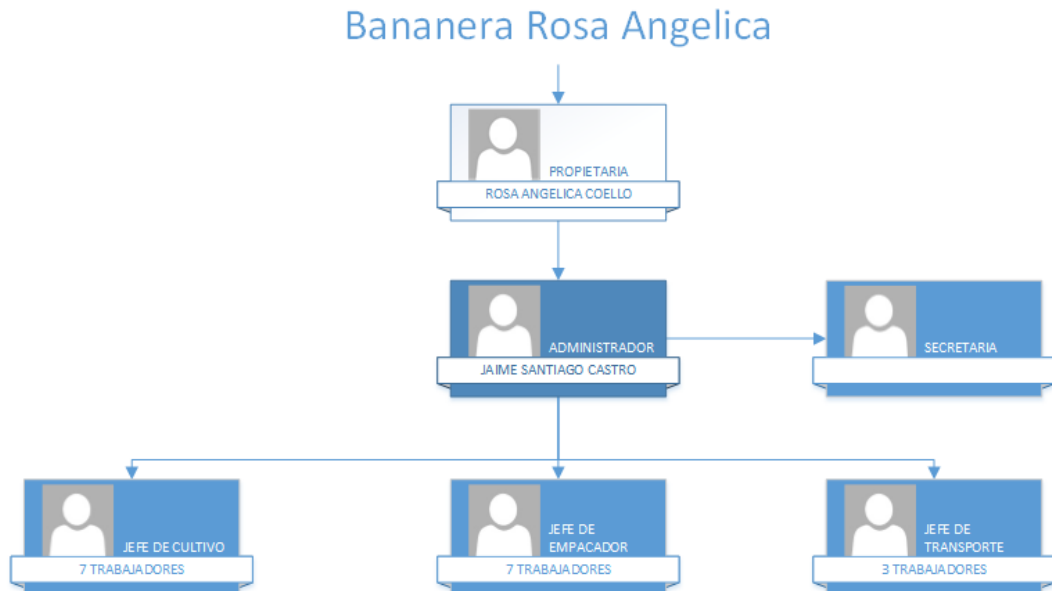 Bananera Rosa Angelica
PROPIETARIA
ROSA ANGELICA COELLO
ADMINISTRADOR
JAIME SANTIAGO CASTRO
SECRETARIA
JEFE DE CULTIVO
7 TRABAJADORES
JEFE DE
EMPACADOR
7 TRABAJADORES
JEFE DE
TRANSPORTE
3 TRABAJADORES